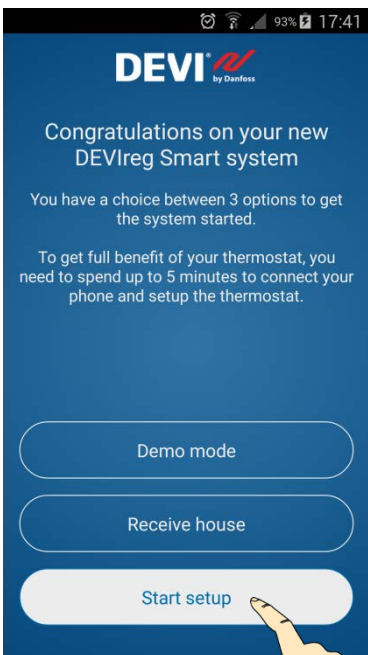 93% 17:41
DEVI®
by Danfoss
Congratulations on your new
DEVIreg Smart system
You have a choice between 3 options to get
the system started.
To get full benefit of your thermostat, you
need to spend up to 5 minutes to connect your
phone and setup the thermostat.
Demo mode
Receive house
Start setup